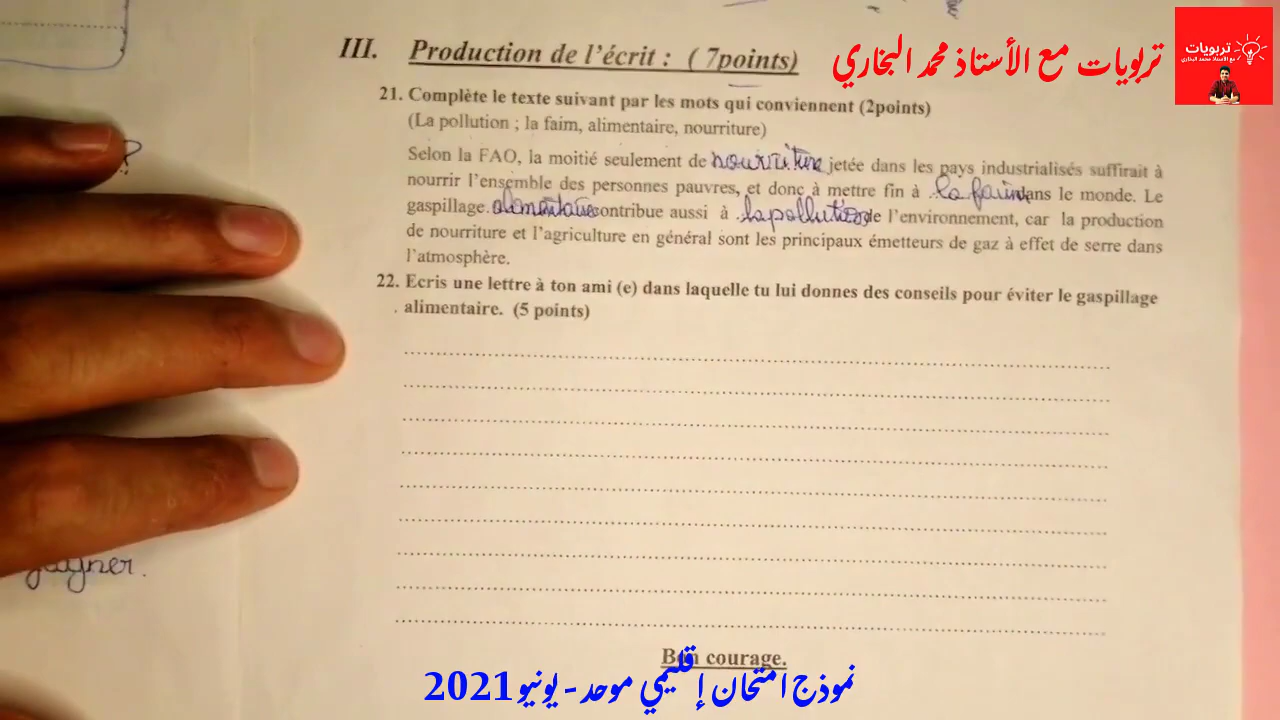 III. Production de l'écrit : ( 7points)
تربويات مع الأستاذ محمد البخاري
تربويات
مع الأستاذ محمد البخاري
21. Complète le texte suivant par les mots qui conviennent (2points)
(La pollution ; la faim, alimentaire, nourriture)
?
Selon la FAO, la moitié seulement de nourriture jetée dans les pays industrialisés suffirait à
nourrir l'ensemble des personnes pauvres, et donc à mettre fin à la faim dans le monde. Le
gaspillage alimentaire contribue aussi à la pollution de l'environnement, car la production
de nourriture et l'agriculture en général sont les principaux émetteurs de gaz à effet de serre dans
l'atmosphère.
22. Ecris une lettre à ton ami (e) dans laquelle tu lui donnes des conseils pour éviter le gaspillage
alimentaire. (5 points)
gagner.
Bon courage.
نموذج امتحان إقليمي موحد - يونيو 2021